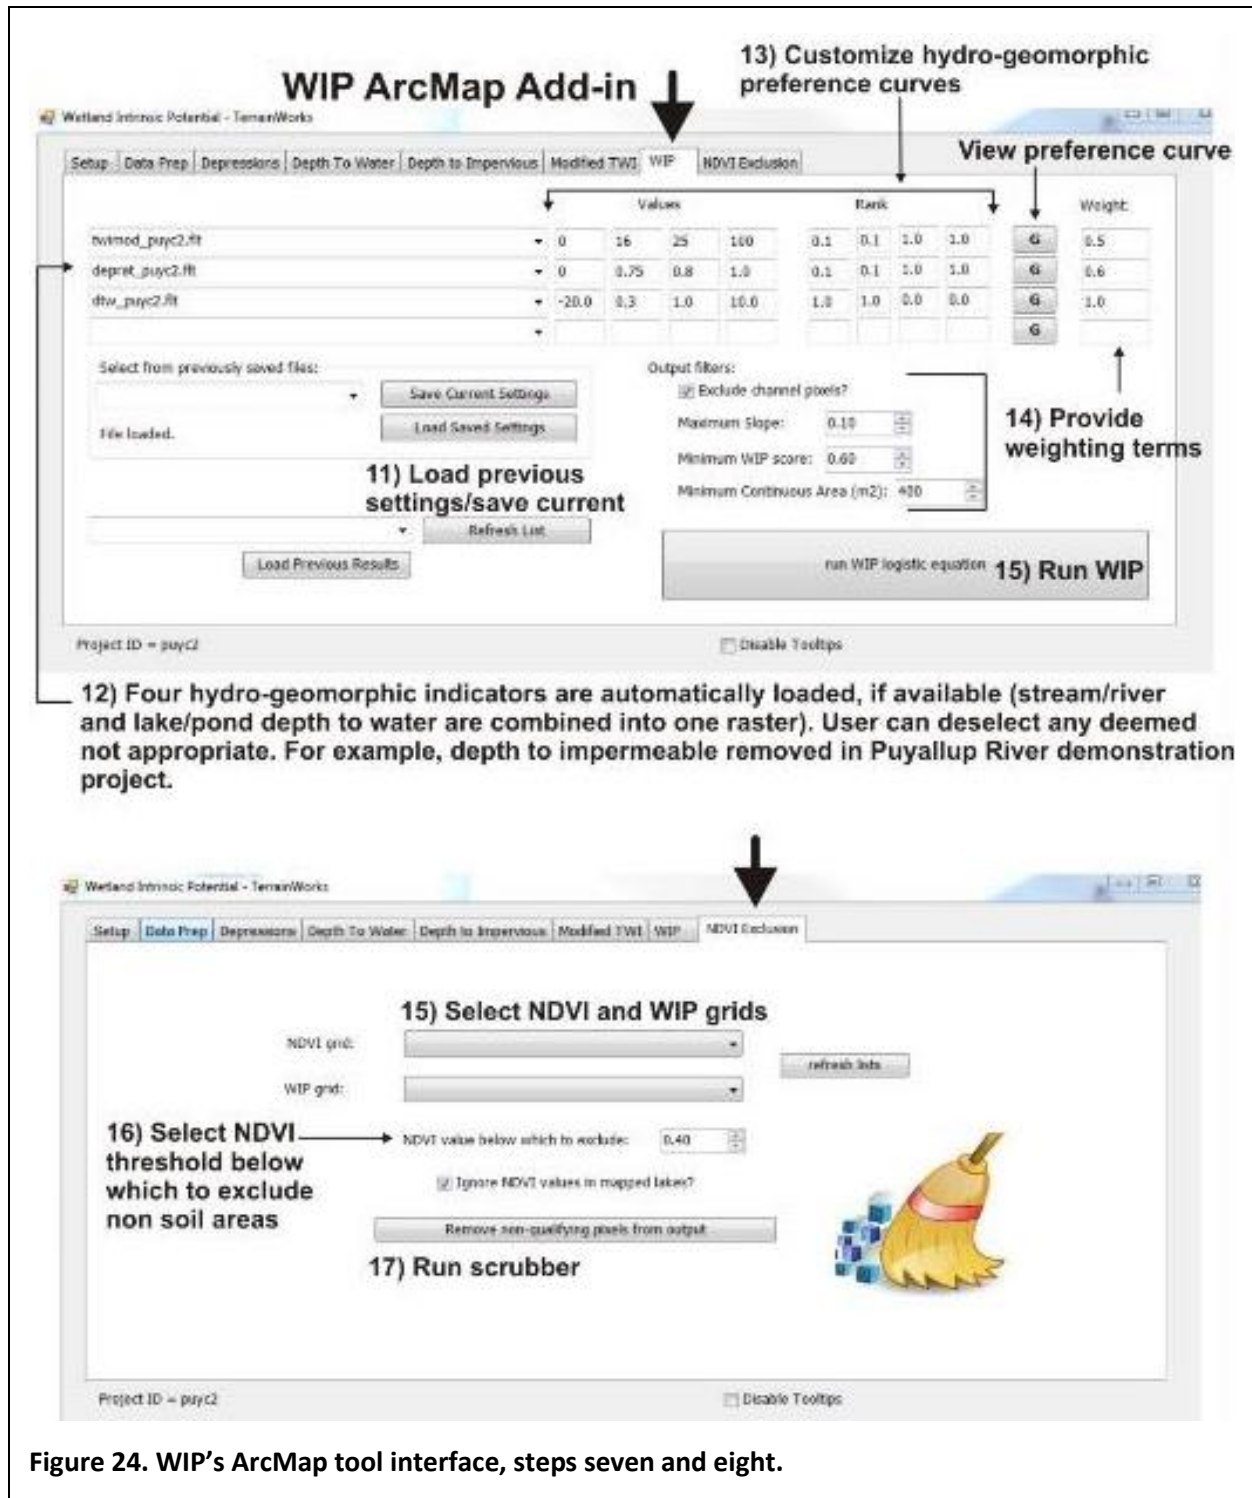 13) Customize hydro-geomorphic
preference curves
WIP ArcMap Add-in
Wetland Intrinsic Potential - TerrainWorks
View preference curve
Setup Data Prep Depressions Depth To Water Depth to Impervious Modified TWI WIP NDVI Exclusion
Values Rank Weight:
twimod_puyc2.flt 0 16 25 100 0.1 0.1 1.0 1.0 G 0.5
depret_puyc2.flt 0 0.75 0.8 1.0 0.1 0.1 1.0 1.0 G 0.6
dtw_puyc2.flt -20.0 0.3 1.0 10.0 1.0 1.0 0.0 0.0 G 1.0
G
Select from previously saved files:
Save Current Settings
File loaded.
Load Saved Settings
Output filters:
Exclude channel pixels?
Maximum Slope: 0.10
Minimum WIP score: 0.60
Minimum Continuous Area (m2): 400
14) Provide
weighting terms
11) Load previous
settings/save current
Refresh List
Load Previous Results
run WIP logistic equation
15) Run WIP
Project ID = puyc2
Disable Tooltips
12) Four hydro-geomorphic indicators are automatically loaded, if available (stream/river
and lake/pond depth to water are combined into one raster). User can deselect any deemed
not appropriate. For example, depth to impermeable removed in Puyallup River demonstration
project.
Wetland Intrinsic Potential - TerrainWorks
Setup Data Prep Depressions Depth To Water Depth to Impervious Modified TWI WIP NDVI Exclusion
15) Select NDVI and WIP grids
NDVI grid:
refresh lists
WIP grid:
16) Select NDVI
threshold below
which to exclude
non soil areas
NDVI value below which to exclude: 0.40
Ignore NDVI values in mapped lakes?
Remove non-qualifying pixels from output
17) Run scrubber
Project ID = puyc2
Disable Tooltips
Figure 24. WIP's ArcMap tool interface, steps seven and eight.